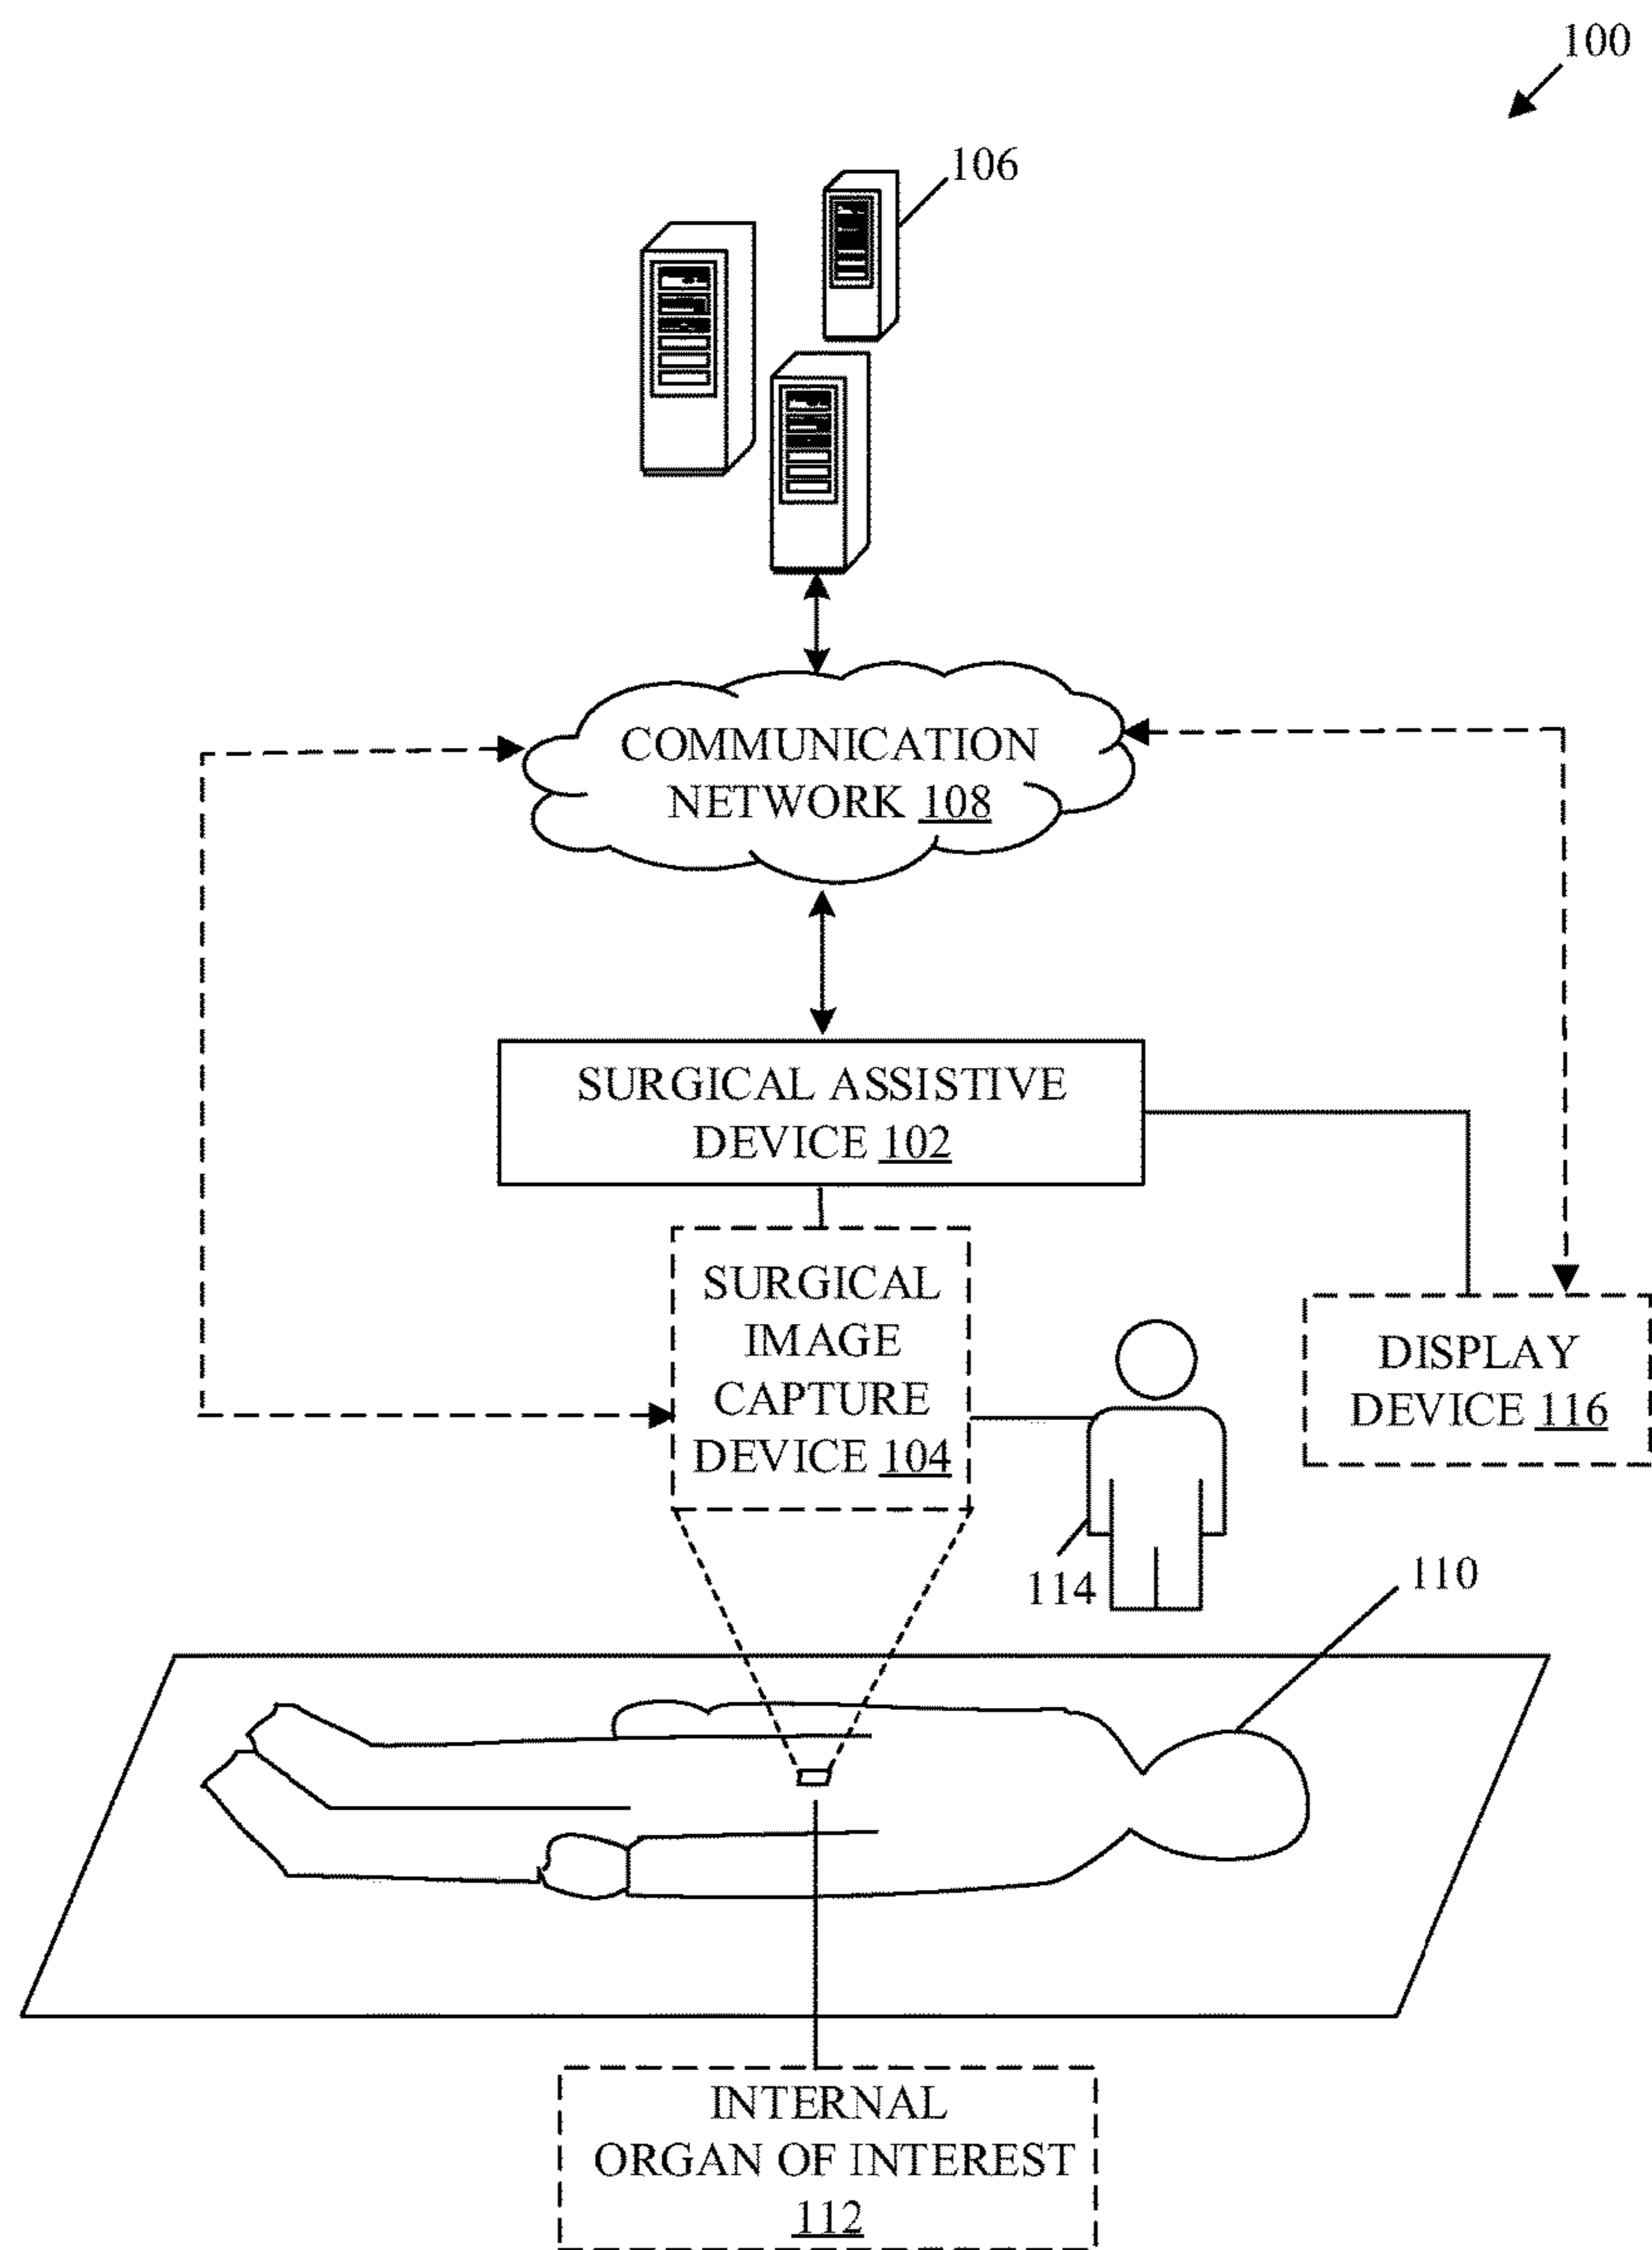 100
106
COMMUNICATION
NETWORK 108
SURGICAL ASSISTIVE
DEVICE 102
SURGICAL
IMAGE
CAPTURE
DEVICE 104
DISPLAY
DEVICE 116
114
110
INTERNAL
ORGAN OF INTEREST
112